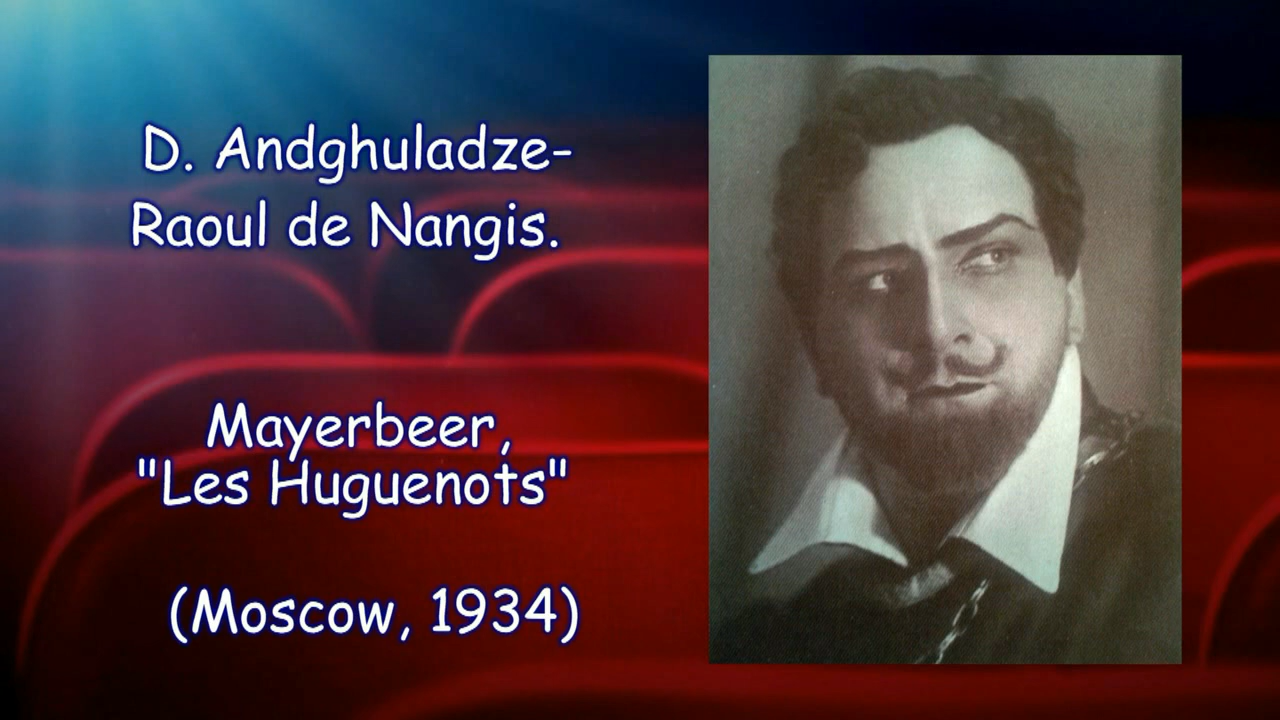 D. Andghuladze-
Raoul de Nangis.
Mayerbeer,
"Les Huguenots"
(Moscow, 1934)